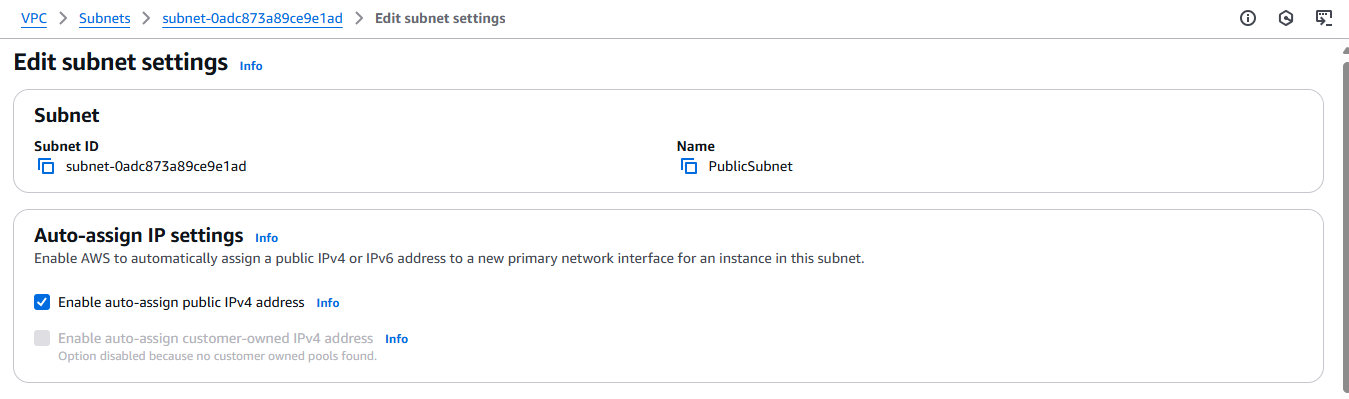 VPC > Subnets > subnet-0adc873a89ce9e1ad > Edit subnet settings
Edit subnet settings Info
Subnet
Subnet ID Name
subnet-0adc873a89ce9e1ad PublicSubnet
Auto-assign IP settings Info
Enable AWS to automatically assign a public IPv4 or IPv6 address to a new primary network interface for an instance in this subnet.
Enable auto-assign public IPv4 address Info
Enable auto-assign customer-owned IPv4 address Info
Option disabled because no customer owned pools found.